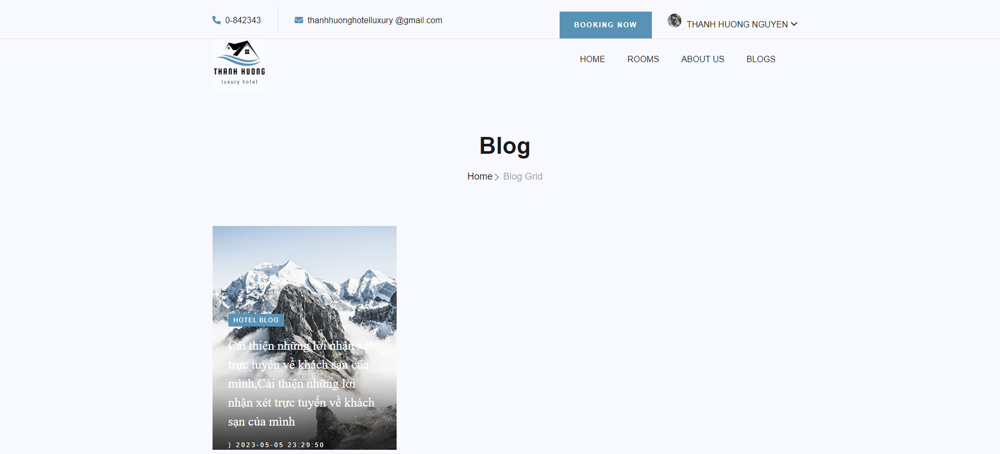 0-842343
thanhhuonghotelluxury @gmail.com
BOOKING NOW
THANH HUONG NGUYEN
THANH HUONG
luxury hotel
HOME
ROOMS
ABOUT US
BLOGS
Blog
Home
Blog Grid
HOTEL BLOG
Cải thiện những lời nhận xét
trực tuyến về khách sạn của
mình,Cải thiện những lời
nhận xét trực tuyến về khách
sạn của mình
} 2023-05-05 23:29:50